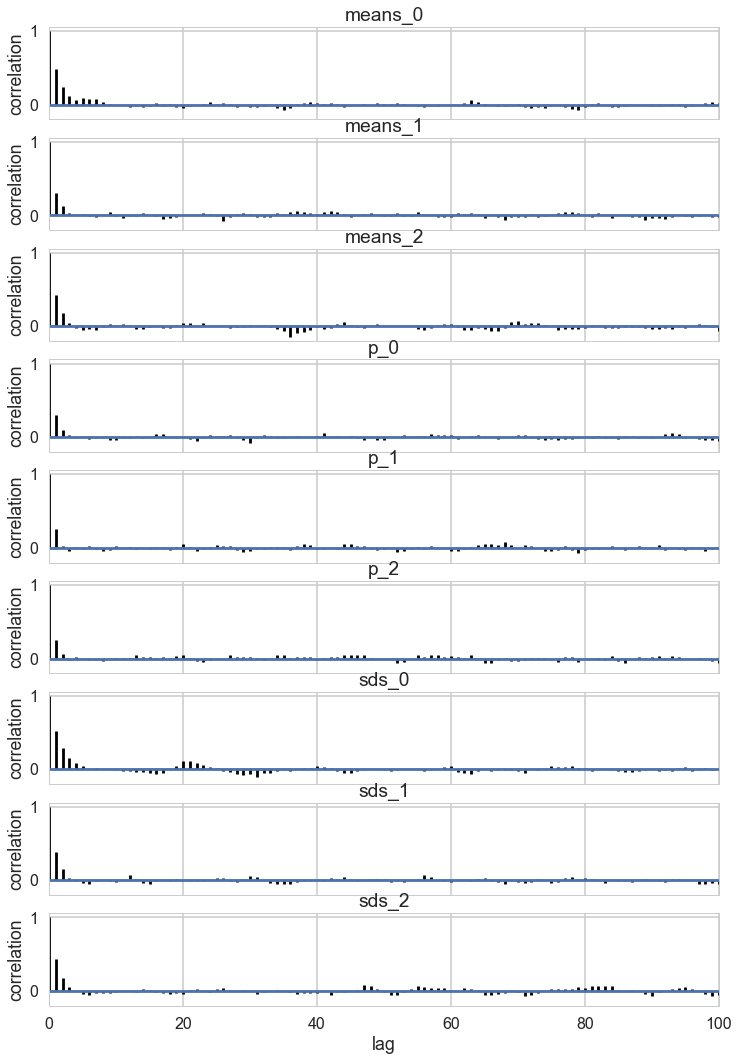 means_0
1
0
correlation
means_1
1
0
correlation
means_2
1
0
correlation
p_0
1
0
correlation
p_1
1
0
correlation
p_2
1
0
correlation
sds_0
1
0
correlation
sds_1
1
0
correlation
sds_2
1
0
correlation
0 20 40 60 80 100
lag